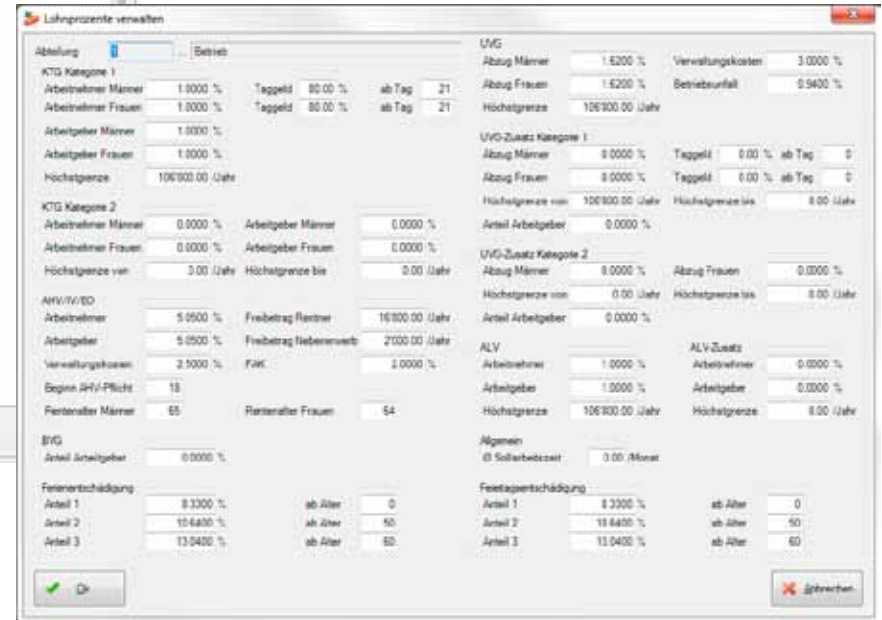 Lohnprozente verwalten
Abteilung 1 ... Betrieb
KTG Kategorie 1
Arbeitnehmer Männer 1.0000 % Taggeld 80.00 % ab Tag 21
Arbeitnehmer Frauen 1.0000 % Taggeld 80.00 % ab Tag 21
Arbeitgeber Männer 1.0000 %
Arbeitgeber Frauen 1.0000 %
Höchstgrenze 106'800.00 /Jahr
KTG Kategorie 2
Arbeitnehmer Männer 0.0000 % Arbeitgeber Männer 0.0000 %
Arbeitnehmer Frauen 0.0000 % Arbeitgeber Frauen 0.0000 %
Höchstgrenze von 0.00 /Jahr Höchstgrenze bis 0.00 /Jahr
AHV/IV/EO
Arbeitnehmer 5.0500 % Freibetrag Rentner 16'800.00 /Jahr
Arbeitgeber 5.0500 % Freibetrag Nebenerwerb 2'000.00 /Jahr
Verwaltungskosten 2.5000 % FAK 2.0000 %
Beginn AHV-Pflicht 18
Rentenalter Männer 65 Rentenalter Frauen 64
BVG
Anteil Arbeitgeber 0.0000 %
Ferienentschädigung
Anteil 1 8.3300 % ab Alter 0
Anteil 2 10.6400 % ab Alter 50
Anteil 3 13.0400 % ab Alter 60
UVG
Abzug Männer 1.6200 % Verwaltungskosten 3.0000 %
Abzug Frauen 1.6200 % Betriebsunfall 0.9400 %
Höchstgrenze 106'800.00 /Jahr
UVG-Zusatz Kategorie 1
Abzug Männer 0.0000 % Taggeld 0.00 % ab Tag 0
Abzug Frauen 0.0000 % Taggeld 0.00 % ab Tag 0
Höchstgrenze von 106'800.00 /Jahr Höchstgrenze bis 0.00 /Jahr
Anteil Arbeitgeber 0.0000 %
UVG-Zusatz Kategorie 2
Abzug Männer 0.0000 % Abzug Frauen 0.0000 %
Höchstgrenze von 0.00 /Jahr Höchstgrenze bis 0.00 /Jahr
Anteil Arbeitgeber 0.0000 %
ALV ALV-Zusatz
Arbeitnehmer 1.0000 % Arbeitnehmer 0.0000 %
Arbeitgeber 1.0000 % Arbeitgeber 0.0000 %
Höchstgrenze 106'800.00 /Jahr Höchstgrenze 0.00 /Jahr
Allgemein
Ø Sollarbeitszeit 0.00 /Monat
Feiertagsentschädigung
Anteil 1 8.3300 % ab Alter 0
Anteil 2 10.6400 % ab Alter 50
Anteil 3 13.0400 % ab Alter 60
Ok
Abbrechen